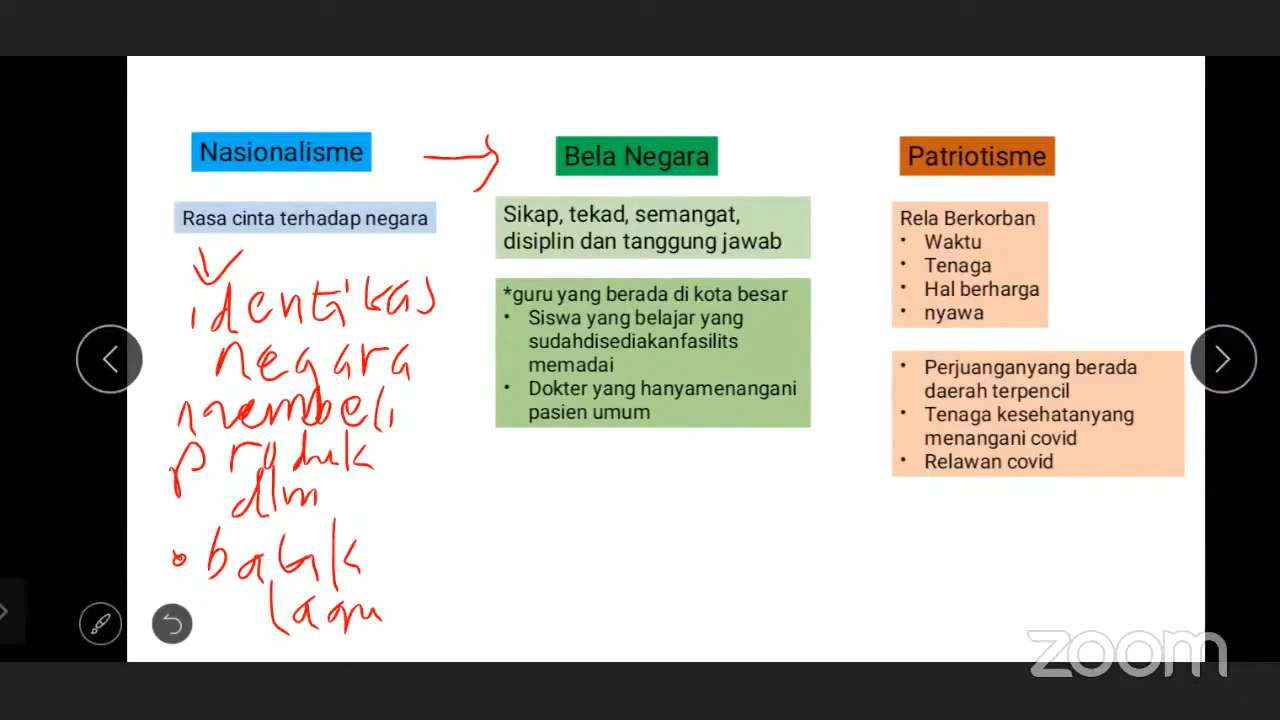 Nasionalisme
Rasa cinta terhadap negara
identitas
negara
membeli
produk
dlm
• batik
lagu
Bela Negara
Sikap, tekad, semangat,
disiplin dan tanggung jawab
*guru yang berada di kota besar
• Siswa yang belajar yang
sudahdisediakanfasilits
memadai
• Dokter yang hanyamenangani
pasien umum
Patriotisme
Rela Berkorban
• Waktu
• Tenaga
• Hal berharga
• nyawa
• Perjuanganyang berada
daerah terpencil
• Tenaga kesehatanyang
menangani covid
• Relawan covid
zoom